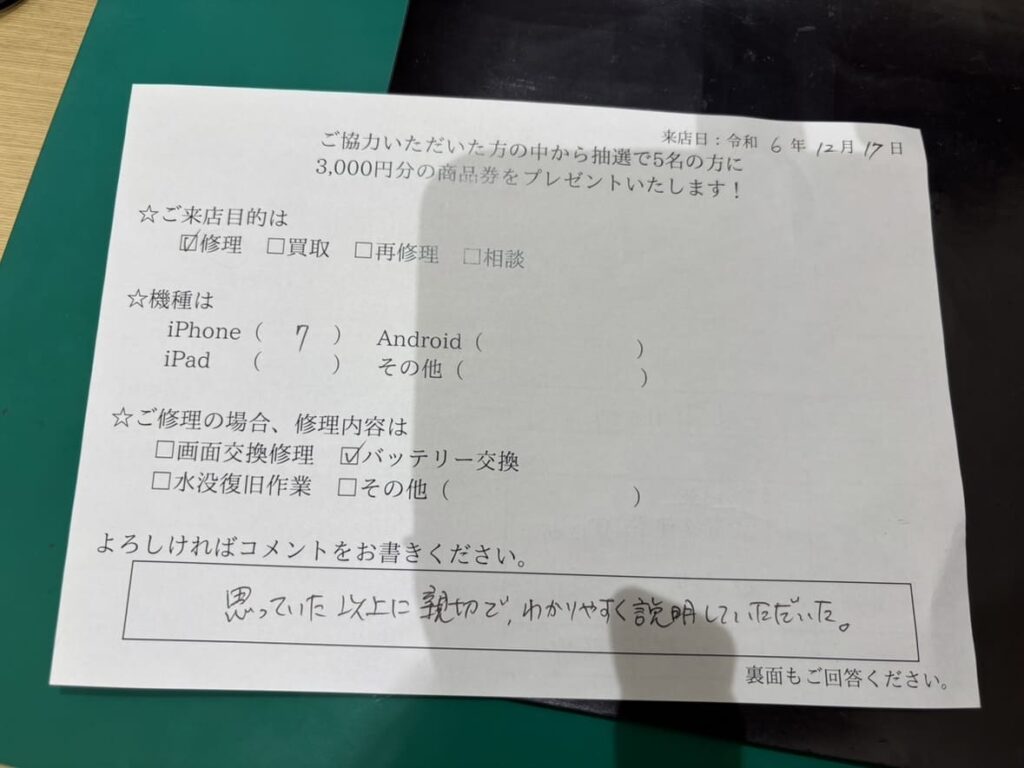 来店日：令和 6 年 12月 17日
ご協力いただいた方の中から抽選で5名の方に
3,000円分の商品券をプレゼントいたします！
☆ご来店目的は
☑修理 □買取 □再修理 □相談
☆機種は
iPhone（ 7 ） Android（ ）
iPad （ ） その他（ ）
☆ご修理の場合、修理内容は
□画面交換修理 ☑バッテリー交換
□水没復旧作業 □その他（ ）
よろしければコメントをお書きください。
思っていた以上に親切で，わかりやすく説明していただいた。
裏面もご回答ください。